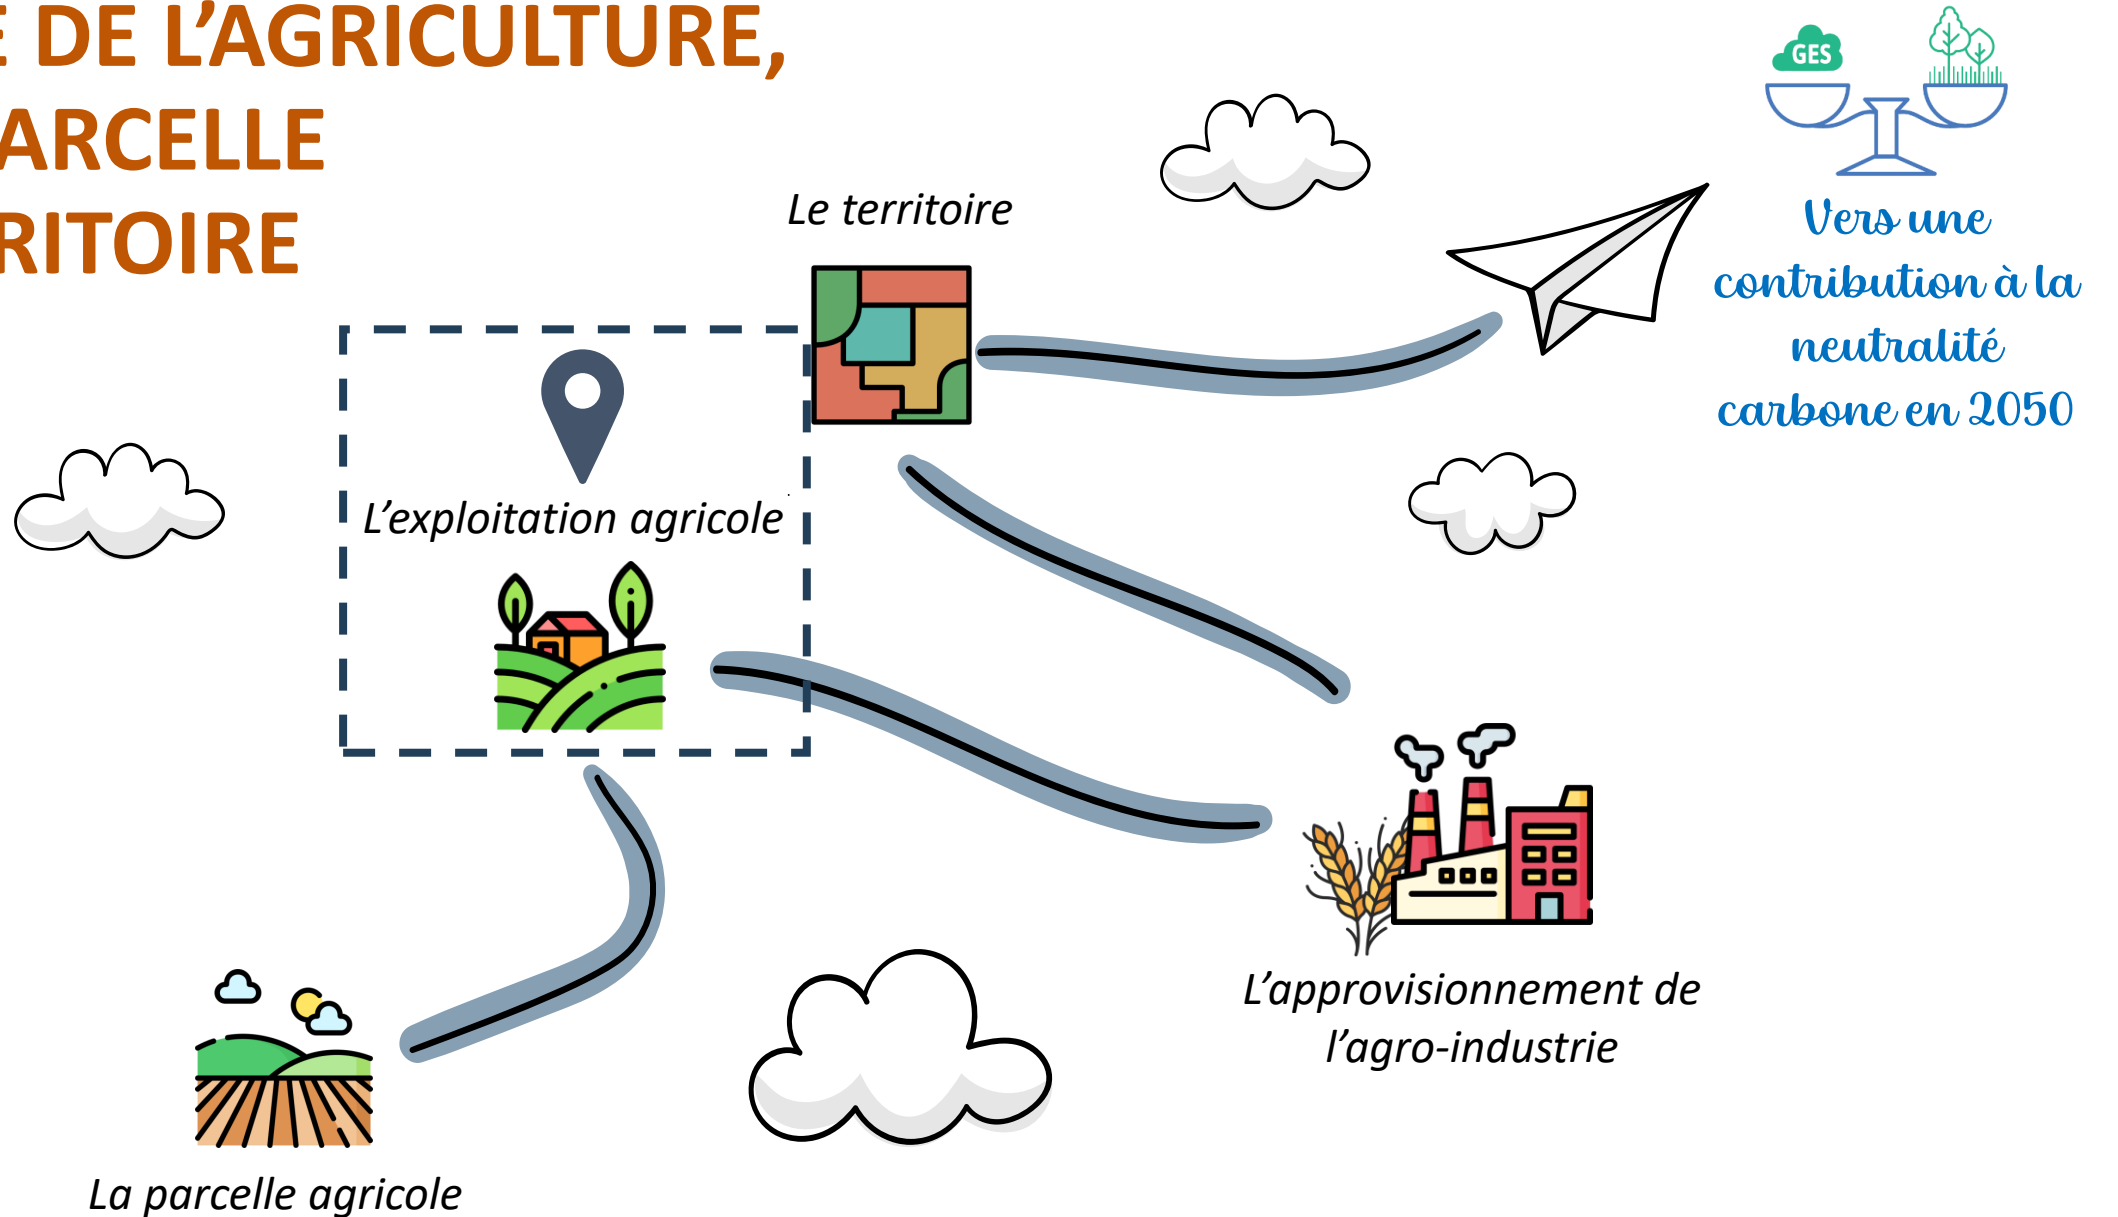 E DE L’AGRICULTURE,
ARCELLE
RITOIRE
GES
Vers une
contribution à la
neutralité
carbone en 2050
Le territoire
L’exploitation agricole
L’approvisionnement de
l’agro-industrie
La parcelle agricole